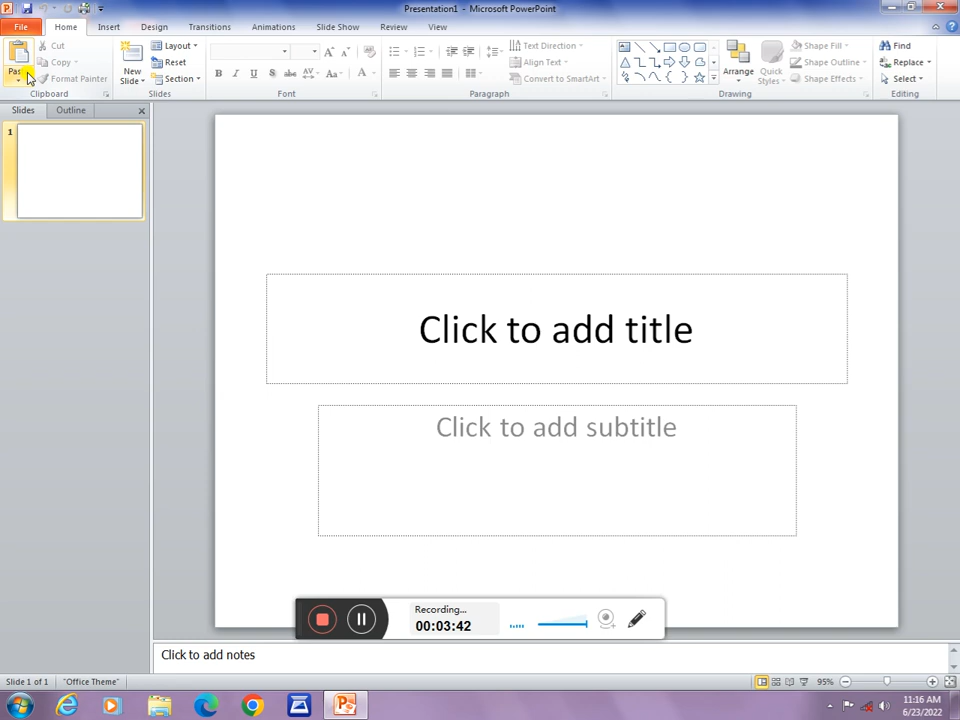 Presentation1 - Microsoft PowerPoint
File Home Insert Design Transitions Animations Slide Show Review View
Cut
Copy
Format Painter
Clipboard
New
Slide
Layout
Reset
Section
Slides
B I U S abc AV Aa A
Font
Text Direction
Align Text
Convert to SmartArt
Paragraph
Arrange
Quick
Styles
Shape Fill
Shape Outline
Shape Effects
Drawing
Find
Replace
Select
Editing
Slides Outline
1
Click to add title
Click to add subtitle
Recording...
00:03:42
Click to add notes
Slide 1 of 1 "Office Theme" 95%
11:16 AM
6/23/2022